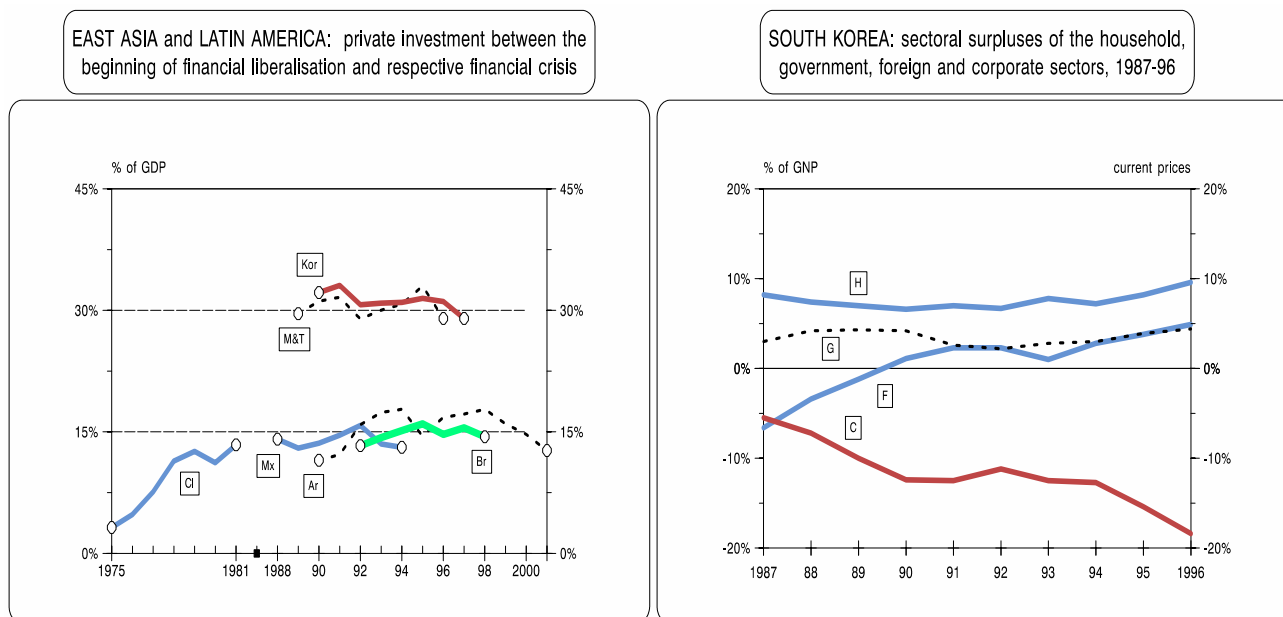 EAST ASIA and LATIN AMERICA: private investment between the
beginning of financial liberalisation and respective financial crisis
% of GDP
45%
45%
Kor
30%
30%
M&T
15%
15%
Cl
Mx
Ar
Br
0%
0%
1975
1981
1988
90
92
94
96
98
2000
SOUTH KOREA: sectoral surpluses of the household,
government, foreign and corporate sectors, 1987-96
% of GNP
current prices
20%
20%
10%
10%
H
G
0%
0%
F
C
-10%
-10%
-20%
-20%
1987
88
89
90
91
92
93
94
95
1996